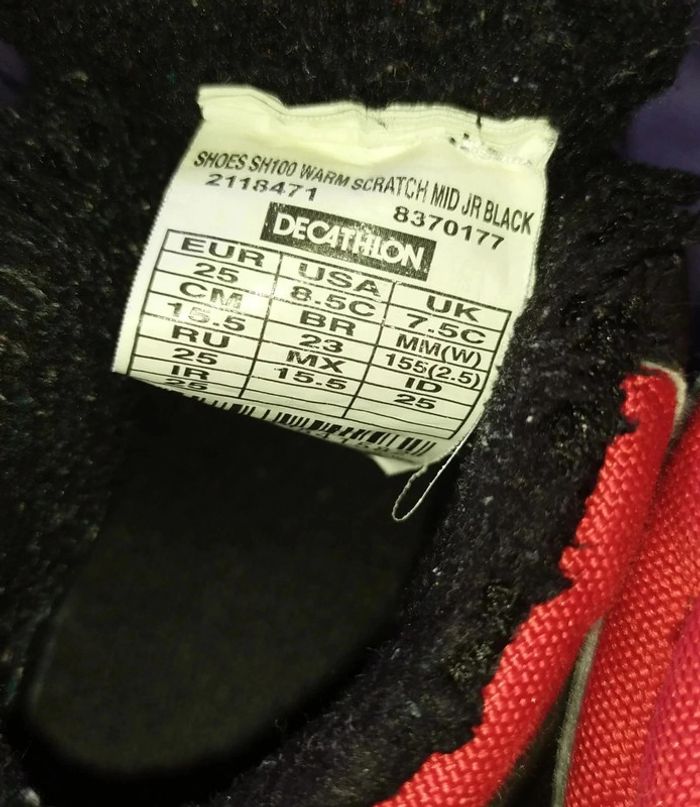 SHOES SH100 WARM SCRATCH MID JR BLACK
2118471 8370177
DECATHLON
EUR USA UK
25 8.5C 7.5C
CM BR MM(W)
15.5 23 155(2.5)
RU MX ID
25 15.5 25
IR
25